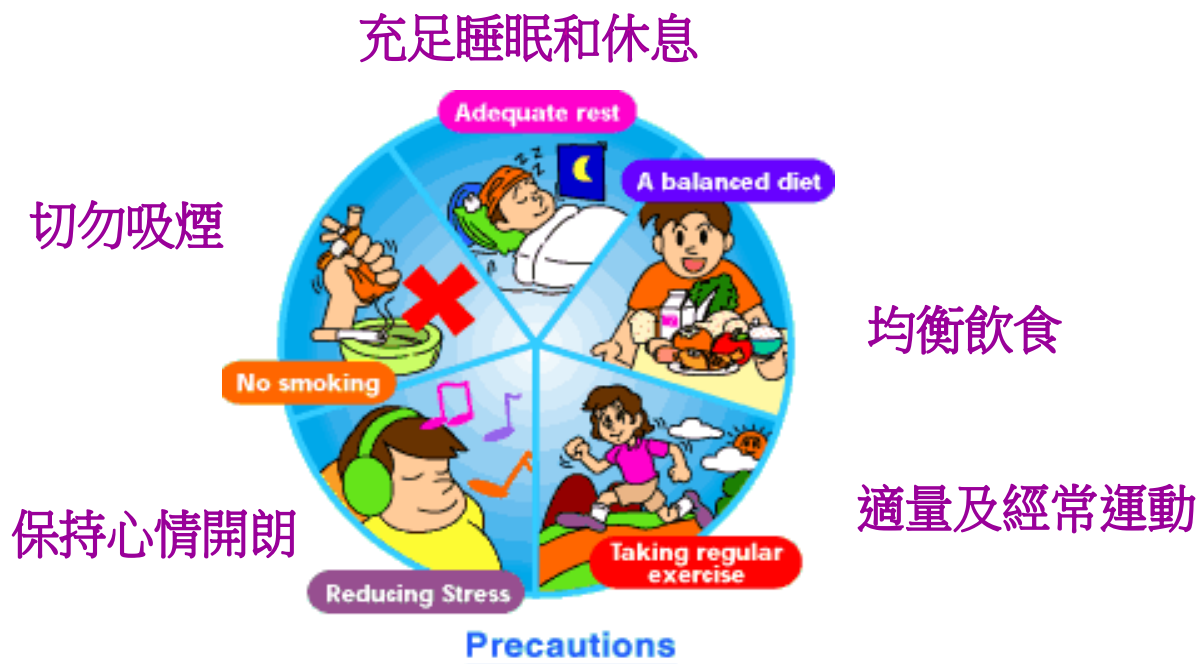 充足睡眠和休息
Adequate rest
A balanced diet
切勿吸煙
均衡飲食
No smoking
適量及經常運動
保持心情開朗
Taking regular
exercise
Reducing Stress
Precautions